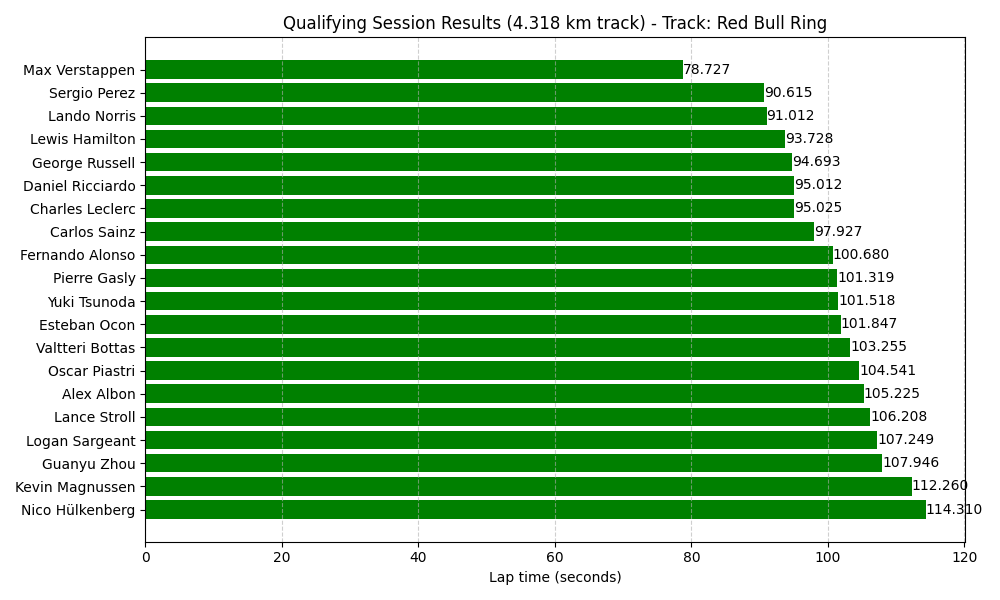 Qualifying Session Results (4.318 km track) - Track: Red Bull Ring
Max Verstappen 78.727
Sergio Perez 90.615
Lando Norris 91.012
Lewis Hamilton 93.728
George Russell 94.693
Daniel Ricciardo 95.012
Charles Leclerc 95.025
Carlos Sainz 97.927
Fernando Alonso 100.680
Pierre Gasly 101.319
Yuki Tsunoda 101.518
Esteban Ocon 101.847
Valtteri Bottas 103.255
Oscar Piastri 104.541
Alex Albon 105.225
Lance Stroll 106.208
Logan Sargeant 107.249
Guanyu Zhou 107.946
Kevin Magnussen 112.260
Nico Hülkenberg 114.310
0 20 40 60 80 100 120
Lap time (seconds)